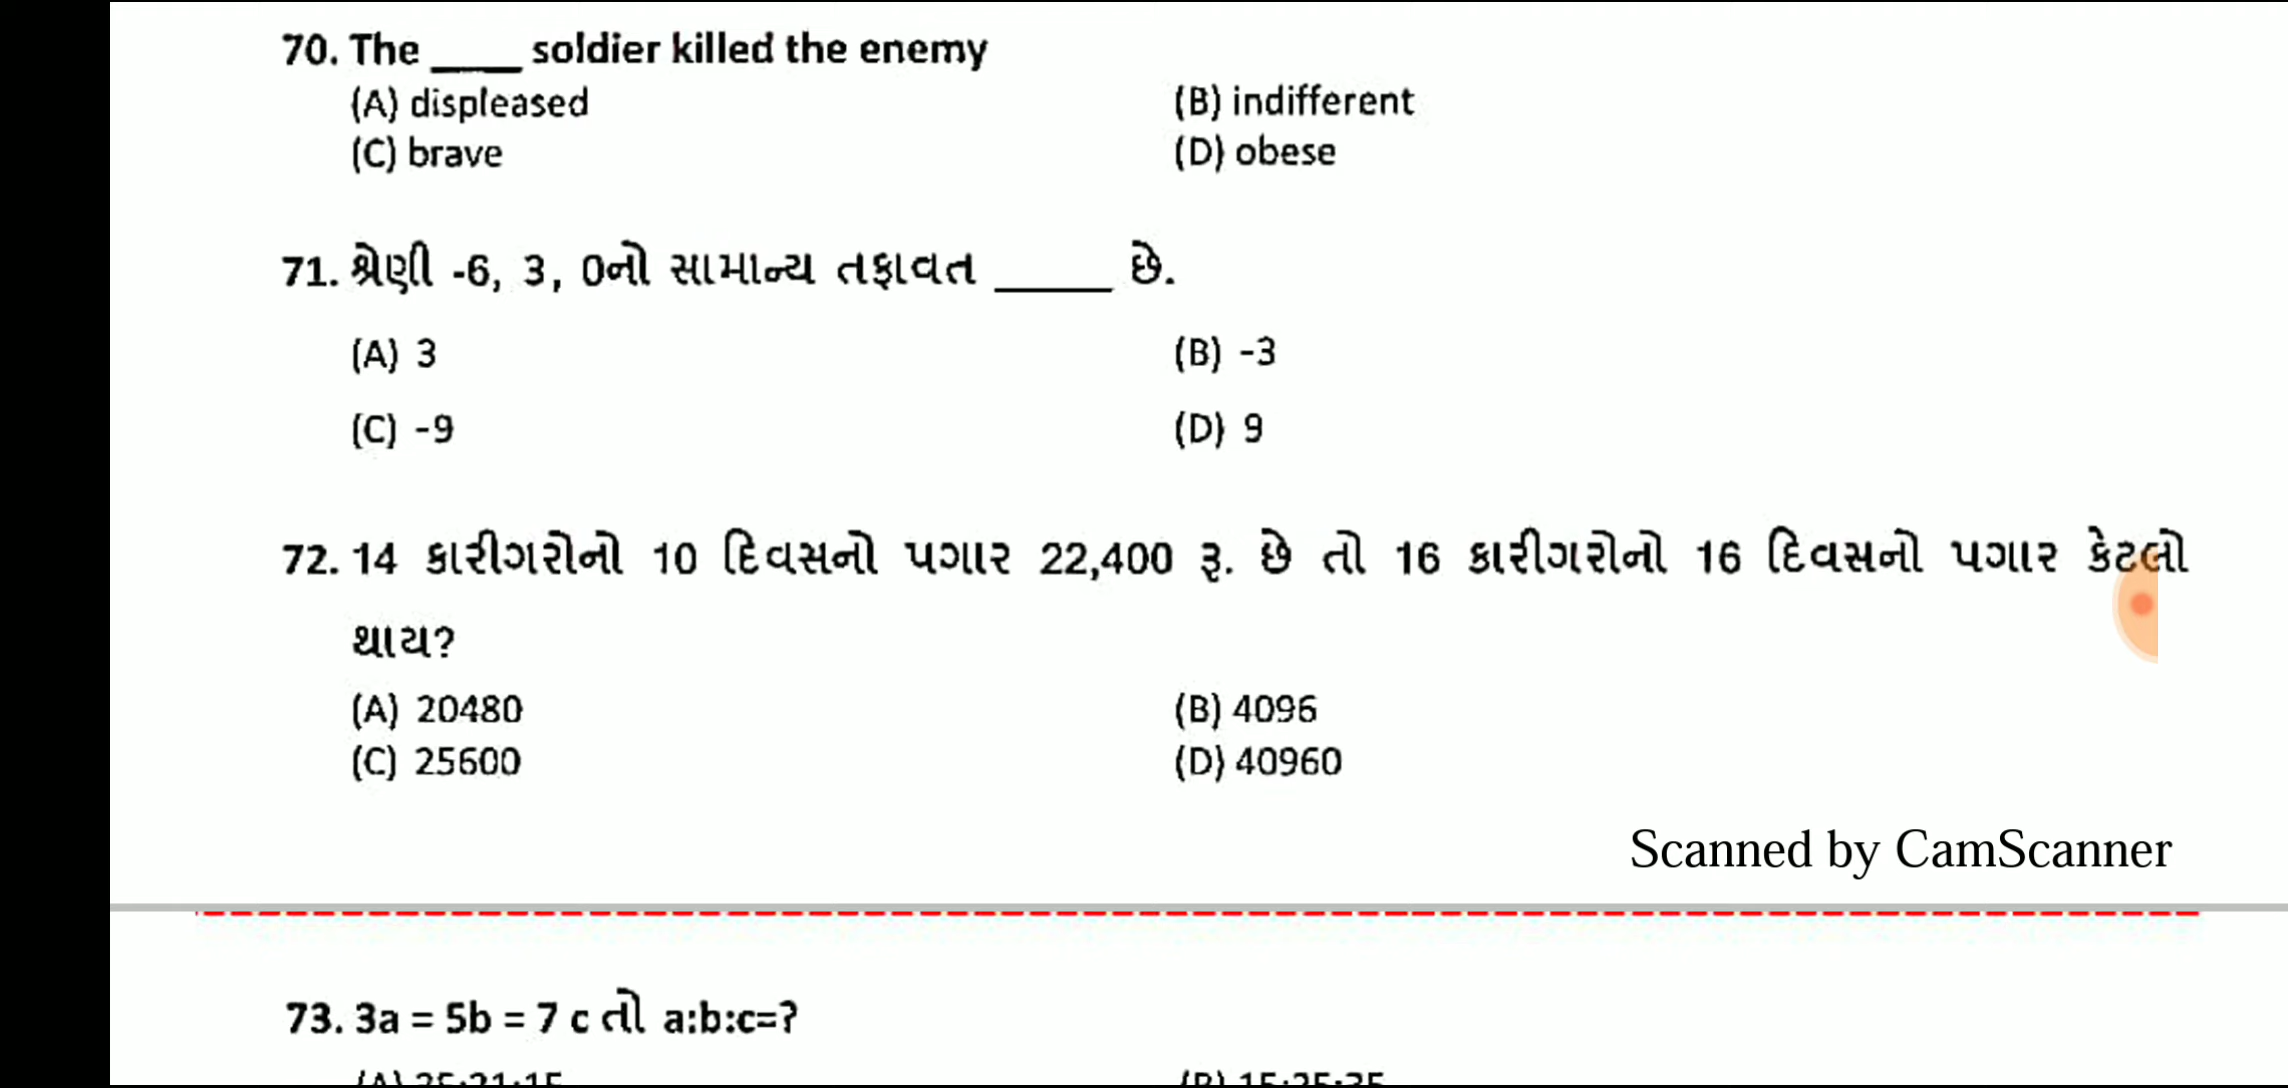 70. The ____ soldier killed the enemy
(A) displeased (B) indifferent
(C) brave (D) obese
71. શ્રેણી -6, 3, 0નો સામાન્ય તફાવત _____ છે.
(A) 3 (B) -3
(C) -9 (D) 9
72. 14 કારીગરોનો 10 દિવસનો પગાર 22,400 રૂ. છે તો 16 કારીગરોનો 16 દિવસનો પગાર કેટલો
થાય?
(A) 20480 (B) 4096
(C) 25600 (D) 40960
Scanned by CamScanner
73. 3a = 5b = 7 c તો a:b:c=?